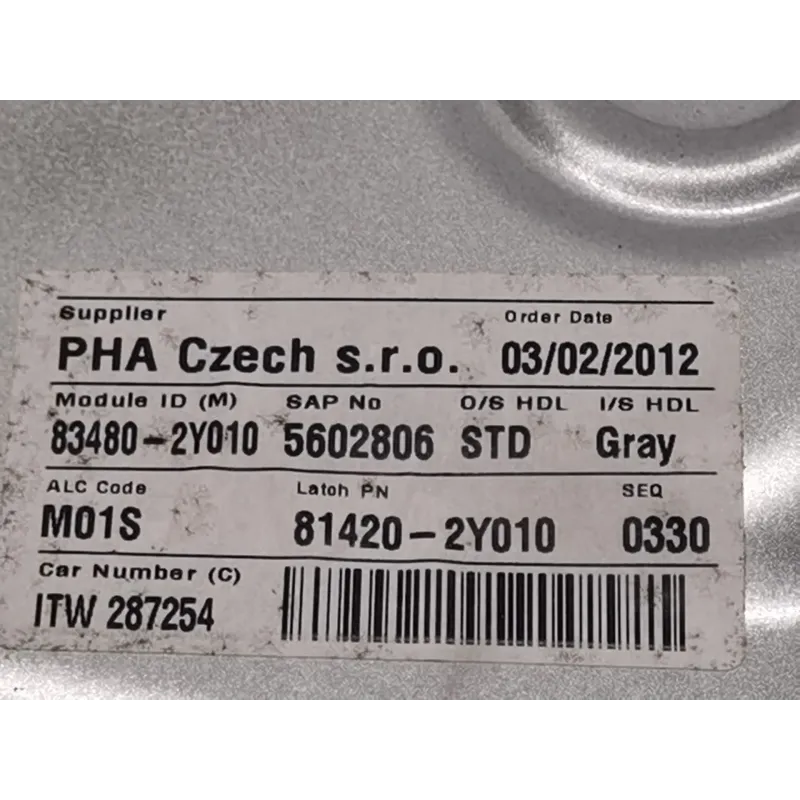 Supplier Order Date
PHA Czech s.r.o. 03/02/2012
Module ID (M) SAP No O/S HDL I/S HDL
83480-2Y010 5602806 STD Gray
ALC Code Latch PN SEQ
M01S 81420-2Y010 0330
Car Number (C)
ITW 287254